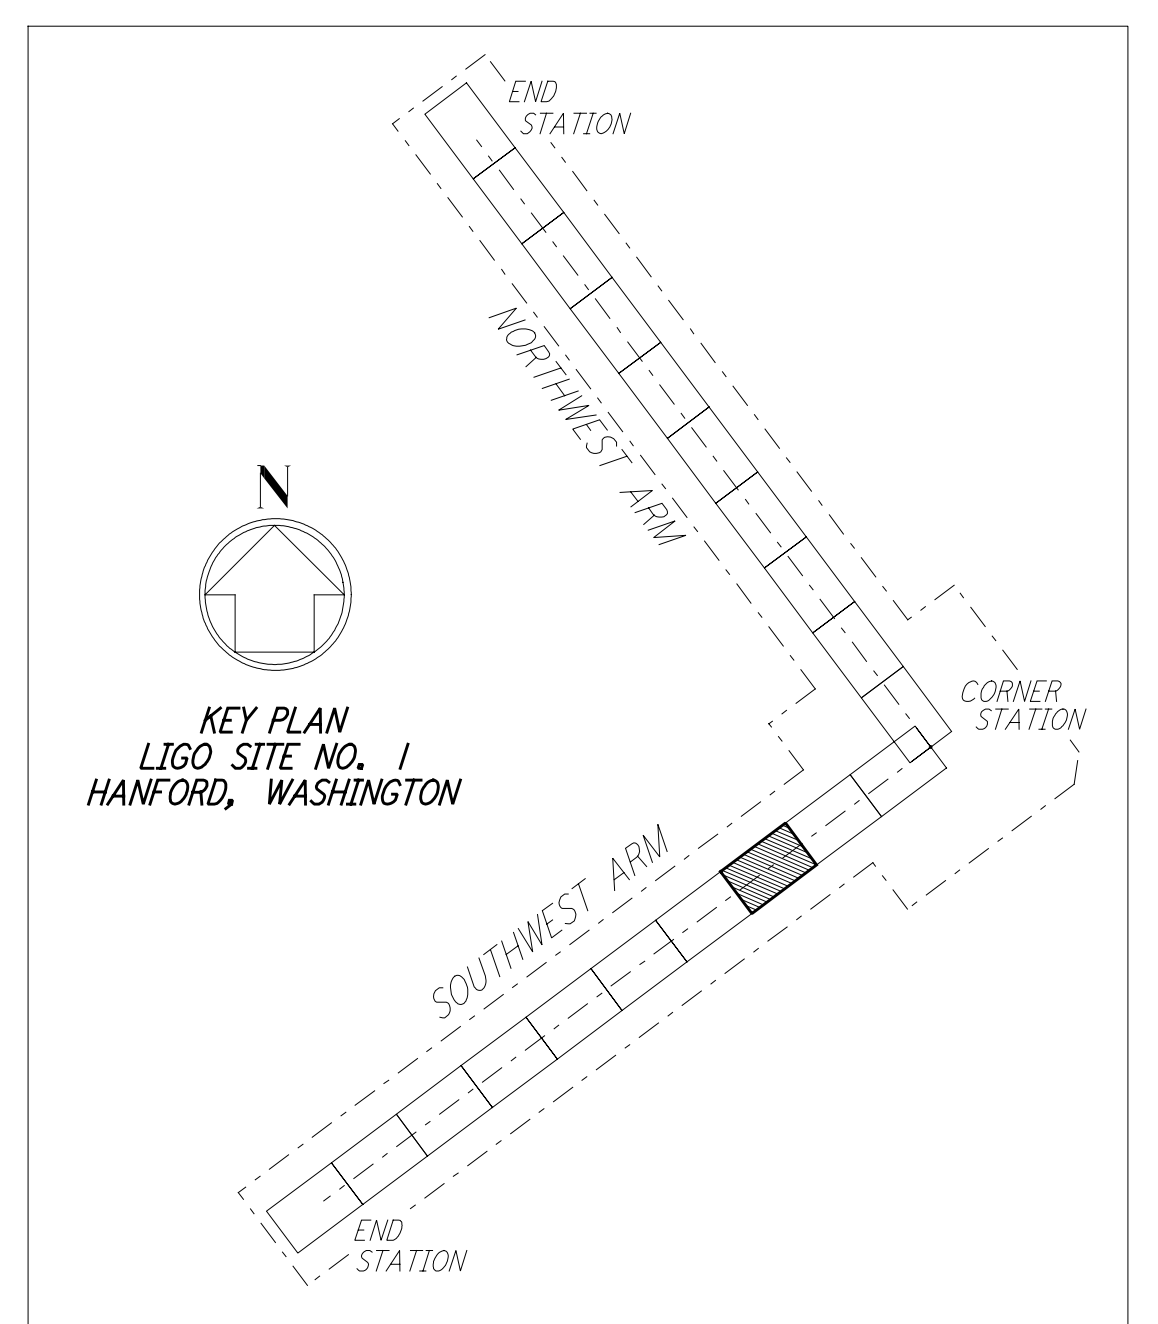 END
STATION
NORTHWEST ARM
N
KEY PLAN
LIGO SITE NO. 1
HANFORD, WASHINGTON
CORNER
STATION
SOUTHWEST ARM
END
STATION